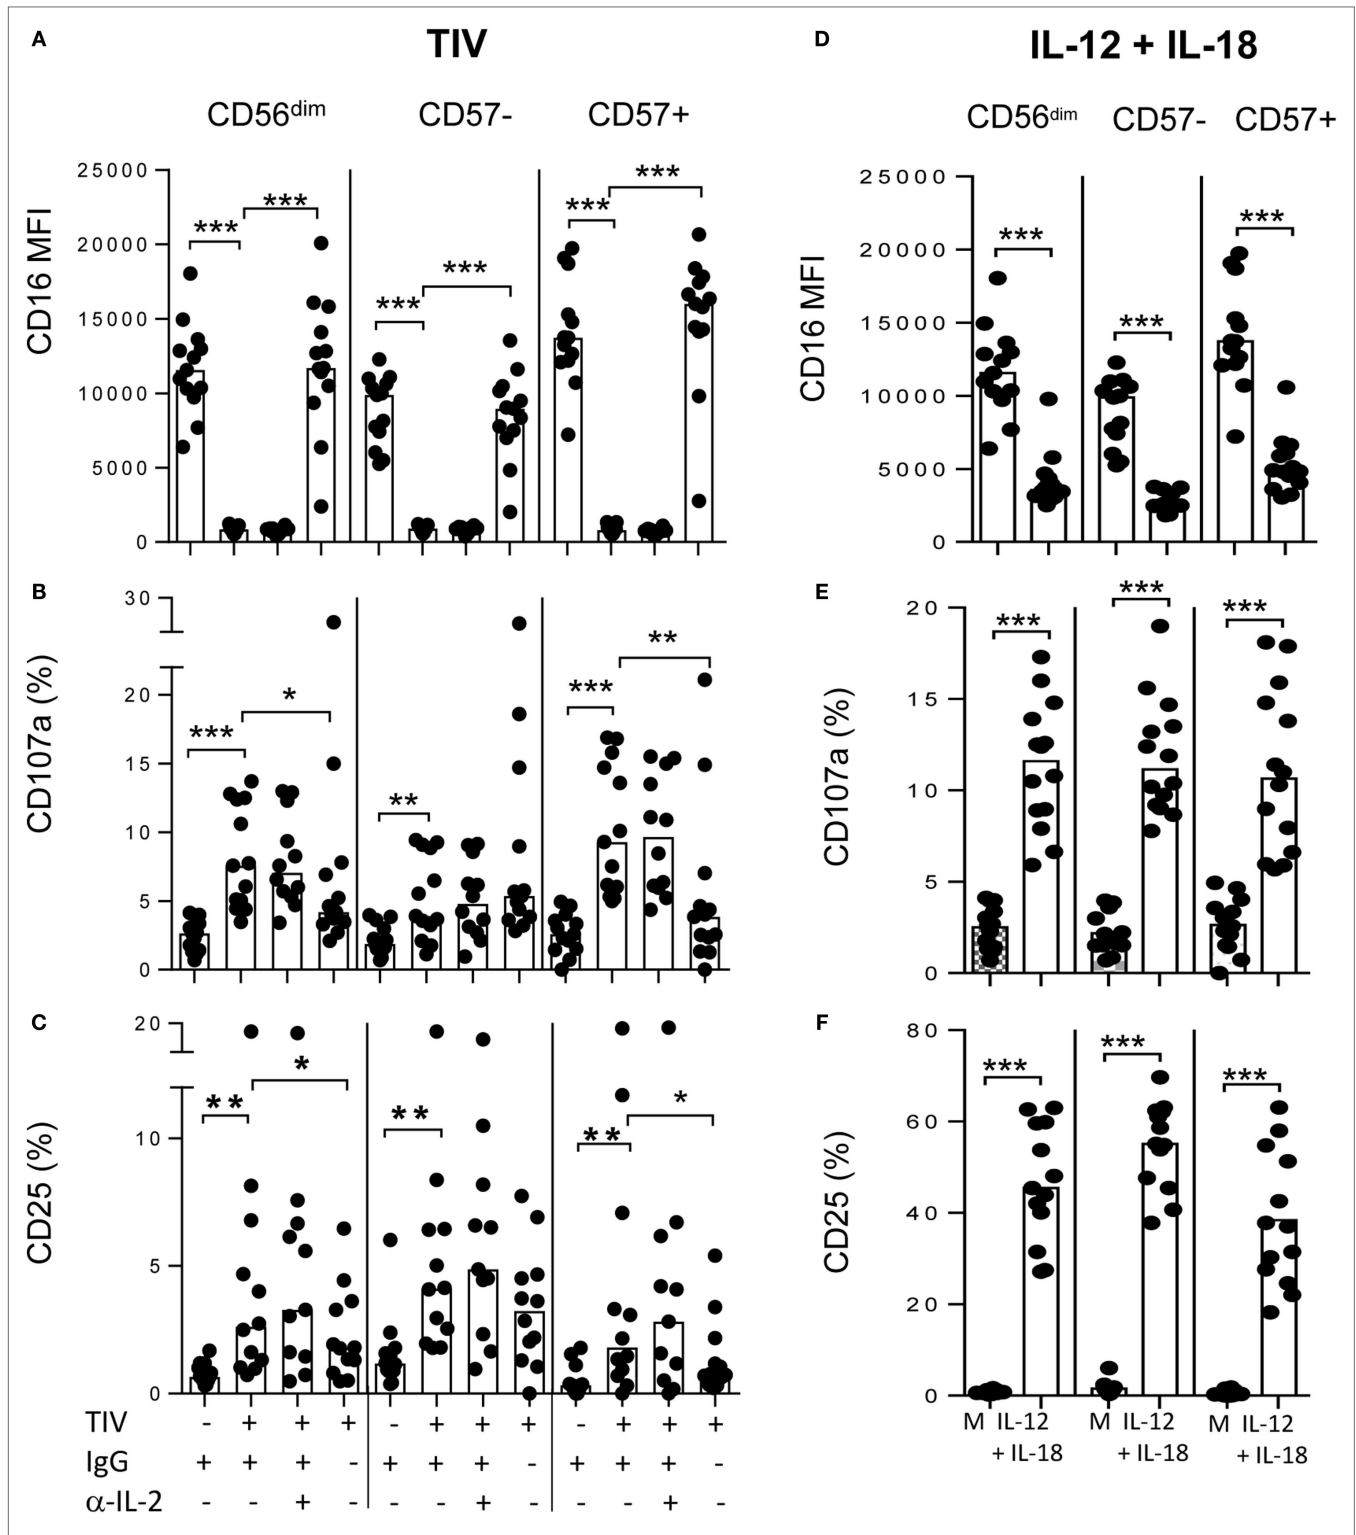 A
TIV
CD56dim CD57- CD57+
CD16 MFI
25000
20000
15000
10000
5000
0
*** *** *** *** *** ***
B
CD107a (%)
30
20
15
10
5
0
*** * ** *** **
C
CD25 (%)
20
10
5
0
** * ** ** *
TIV - + + + - + + + - + + +
IgG + + + - + + + - + + + -
α-IL-2 - - + - - - + - - - + -
D
IL-12 + IL-18
CD56dim CD57- CD57+
CD16 MFI
25000
20000
15000
10000
5000
0
*** *** ***
E
CD107a (%)
20
15
10
5
0
*** *** ***
F
CD25 (%)
80
60
40
20
0
*** *** ***
M IL-12 M IL-12 M IL-12
+ IL-18 + IL-18 + IL-18